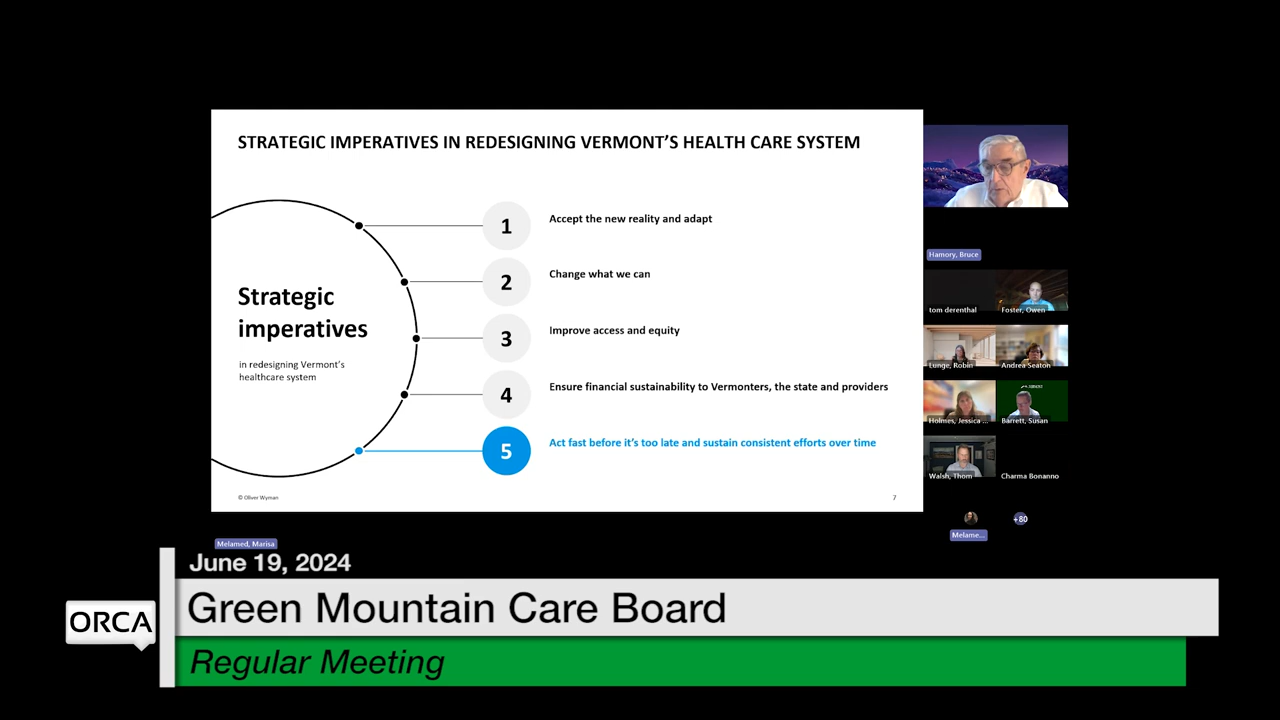 STRATEGIC IMPERATIVES IN REDESIGNING VERMONT'S HEALTH CARE SYSTEM
Strategic
imperatives
in redesigning Vermont's
healthcare system
1
Accept the new reality and adapt
2
Change what we can
3
Improve access and equity
4
Ensure financial sustainability to Vermonters, the state and providers
5
Act fast before it's too late and sustain consistent efforts over time
© Oliver Wyman
7
Hamory, Bruce
tom derenthal
Foster, Owen
Lunge, Robin
Andrea Seaton
Holmes, Jessica ...
Barrett, Susan
Walsh, Thom
Charma Bonanno
+80
Melame...
Melamed, Marisa
June 19, 2024
ORCA
Green Mountain Care Board
Regular Meeting